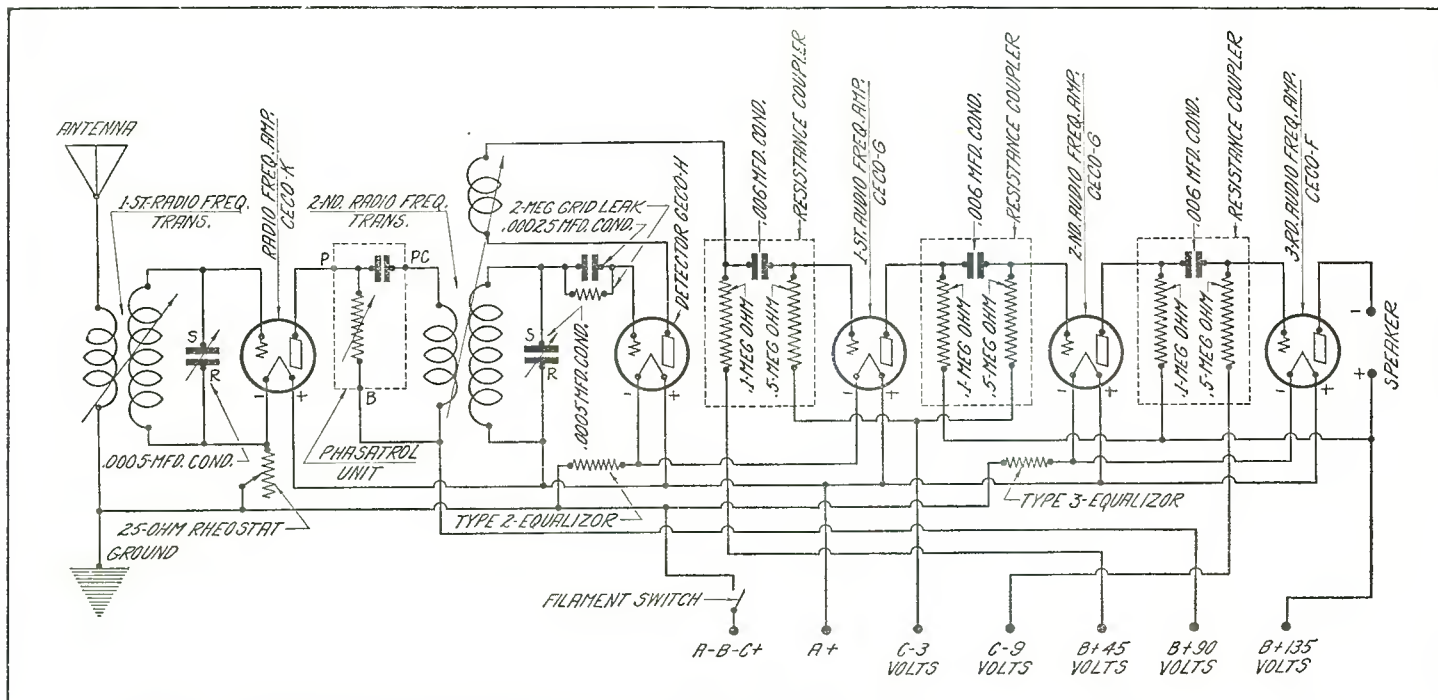 ANTENNA
1-ST-RADIO FREQ.
TRANS.
RADIO FREQ. AMP.
GECO-K
2-ND. RADIO FREQ.
TRANS.
2-MEG GRID LEAK
.00025 MFD. COND.
DETECTOR GECO-H
.006 MFD. COND.
RESISTANCE COUPLER
1-ST. AUDIO FREQ. AMP.
GECO-G
.006 MFD. COND.
RESISTANCE COUPLER
2-ND. AUDIO FREQ. AMP.
GECO-G
.006 MFD. COND.
RESISTANCE COUPLER
3-RD. AUDIO FREQ. AMP.
GECO-F
P
PC
B
S
R
S
R
.0005 MFD. COND.
.1-MEG OHM
.5-MEG OHM
.1-MEG OHM
.5-MEG OHM
.1-MEG OHM
.5-MEG OHM
-
+
-
+
-
+
-
+
-
+
-
+
SPEAKER
.0005-MFD. COND.
PHASATROL
UNIT
25-OHM RHEOSTAT
GROUND
TYPE 2-EQUALIZOR
TYPE 3-EQUALIZOR
FILAMENT SWITCH
A-B-C+
A+
C-3
VOLTS
C-9
VOLTS
B+45
VOLTS
B+90
VOLTS
B+135
VOLTS